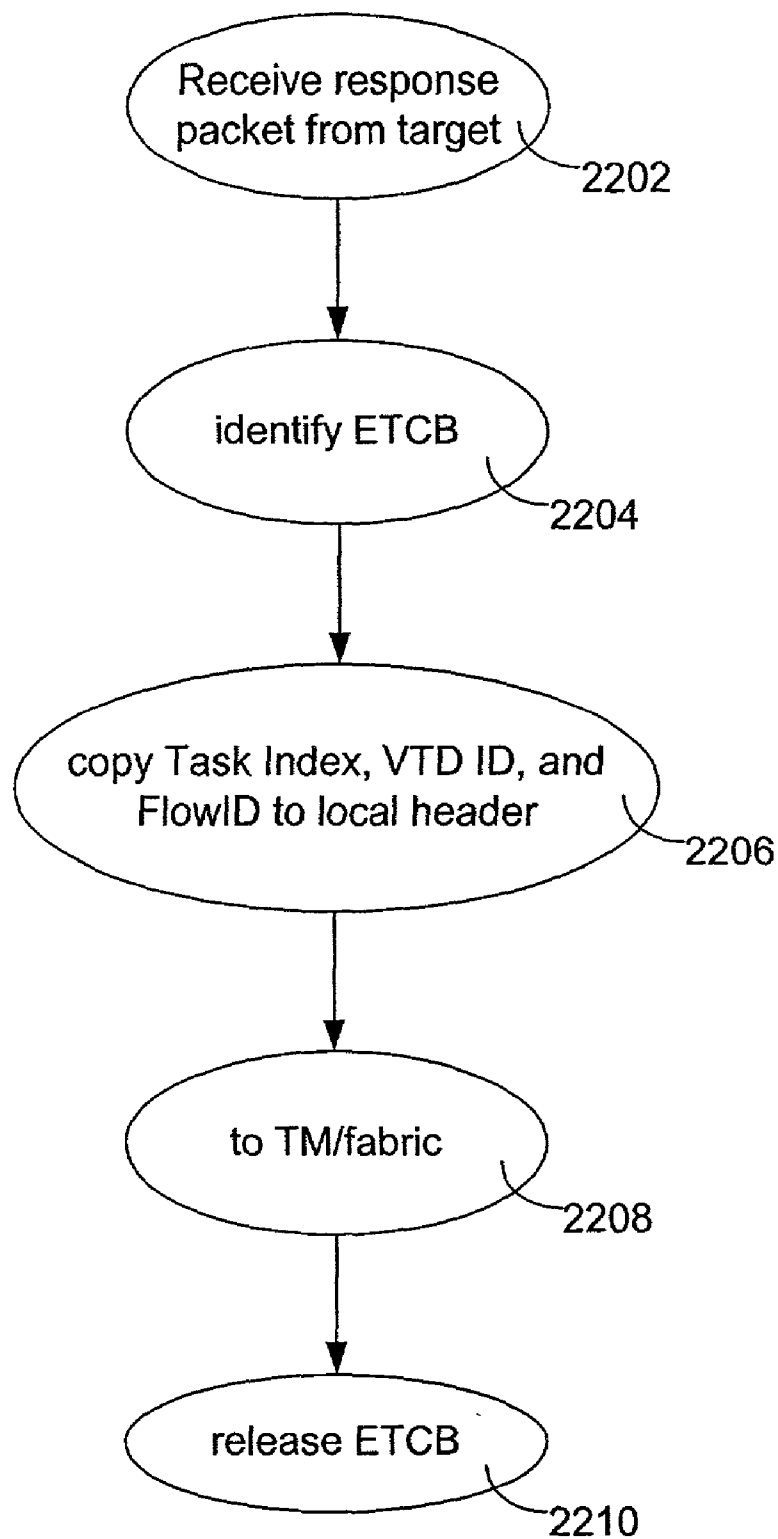 Receive response
packet from target
2202
identify ETCB
2204
copy Task Index, VTD ID, and
FlowID to local header
2206
to TM/fabric
2208
release ETCB
2210